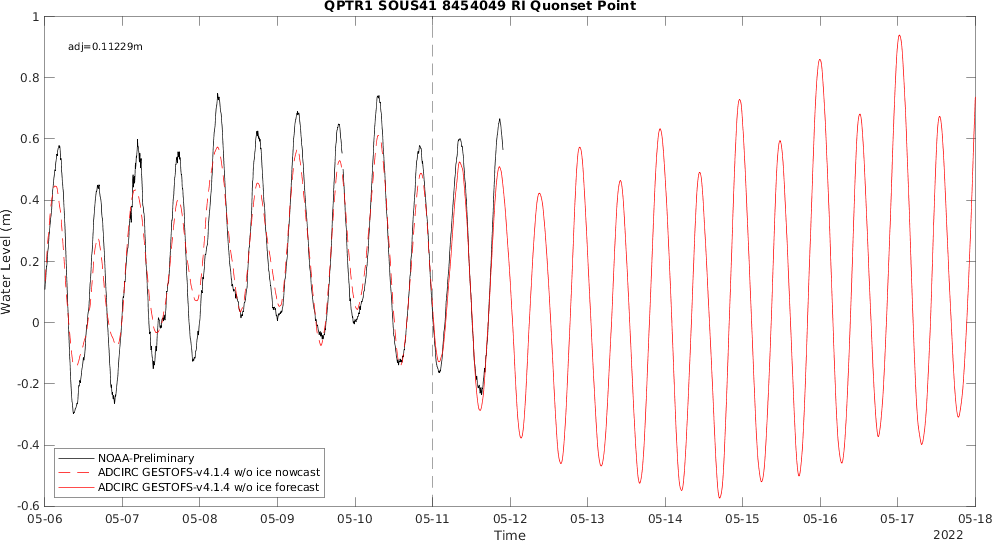 QPTR1 SOUS41 8454049 RI Quonset Point
adj=0.11229m
Water Level (m)
1
0.8
0.6
0.4
0.2
0
-0.2
-0.4
-0.6
NOAA-Preliminary
ADCIRC GESTOFS-v4.1.4 w/o ice nowcast
ADCIRC GESTOFS-v4.1.4 w/o ice forecast
05-06 05-07 05-08 05-09 05-10 05-11 05-12 05-13 05-14 05-15 05-16 05-17 05-18
Time
2022